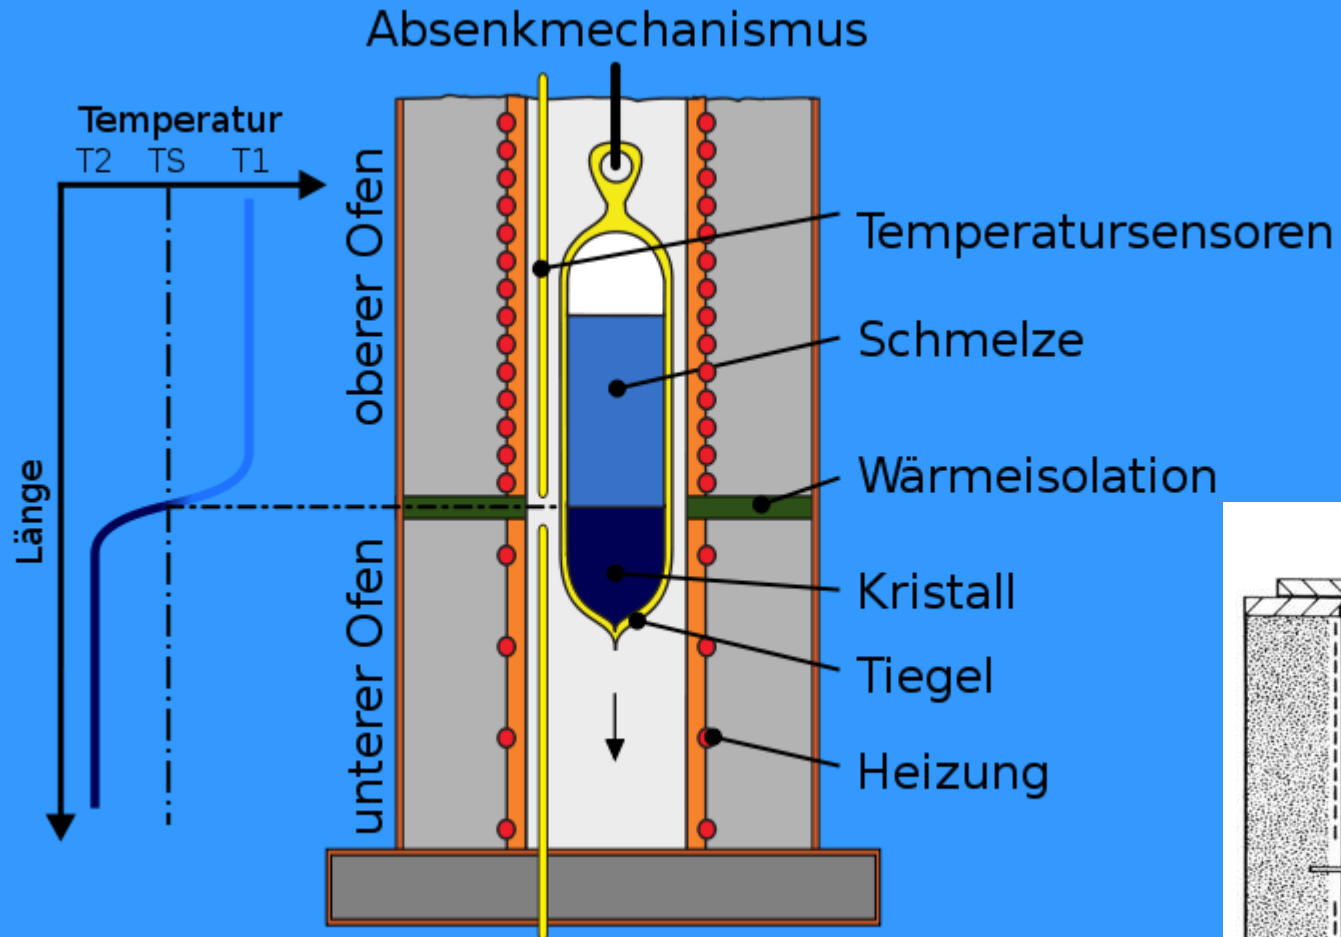 Absenkmechanismus
Temperatur
T2 TS T1
Länge
oberer Ofen
unterer Ofen
Temperatursensoren
Schmelze
Wärmeisolation
Kristall
Tiegel
Heizung